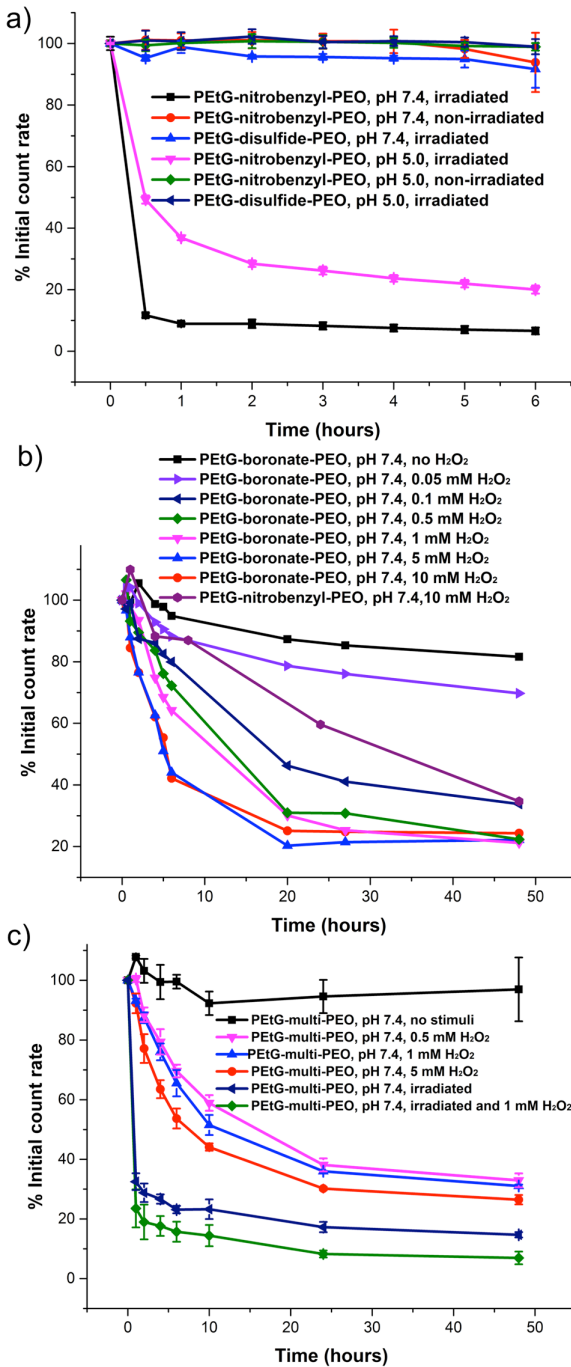 a)
100
80
60
40
20
0
% Initial count rate
PEtG-nitrobenzyl-PEO, pH 7.4, irradiated
PEtG-nitrobenzyl-PEO, pH 7.4, non-irradiated
PEtG-disulfide-PEO, pH 7.4, irradiated
PEtG-nitrobenzyl-PEO, pH 5.0, irradiated
PEtG-nitrobenzyl-PEO, pH 5.0, non-irradiated
PEtG-disulfide-PEO, pH 5.0, irradiated
0 1 2 3 4 5 6
Time (hours)
b)
PEtG-boronate-PEO, pH 7.4, no H₂O₂
PEtG-boronate-PEO, pH 7.4, 0.05 mM H₂O₂
PEtG-boronate-PEO, pH 7.4, 0.1 mM H₂O₂
PEtG-boronate-PEO, pH 7.4, 0.5 mM H₂O₂
PEtG-boronate-PEO, pH 7.4, 1 mM H₂O₂
PEtG-boronate-PEO, pH 7.4, 5 mM H₂O₂
PEtG-boronate-PEO, pH 7.4, 10 mM H₂O₂
PEtG-nitrobenzyl-PEO, pH 7.4,10 mM H₂O₂
100
80
60
40
20
% Initial count rate
0 10 20 30 40 50
Time (hours)
c)
100
80
60
40
20
0
% Initial count rate
PEtG-multi-PEO, pH 7.4, no stimuli
PEtG-multi-PEO, pH 7.4, 0.5 mM H₂O₂
PEtG-multi-PEO, pH 7.4, 1 mM H₂O₂
PEtG-multi-PEO, pH 7.4, 5 mM H₂O₂
PEtG-multi-PEO, pH 7.4, irradiated
PEtG-multi-PEO, pH 7.4, irradiated and 1 mM H₂O₂
0 10 20 30 40 50
Time (hours)